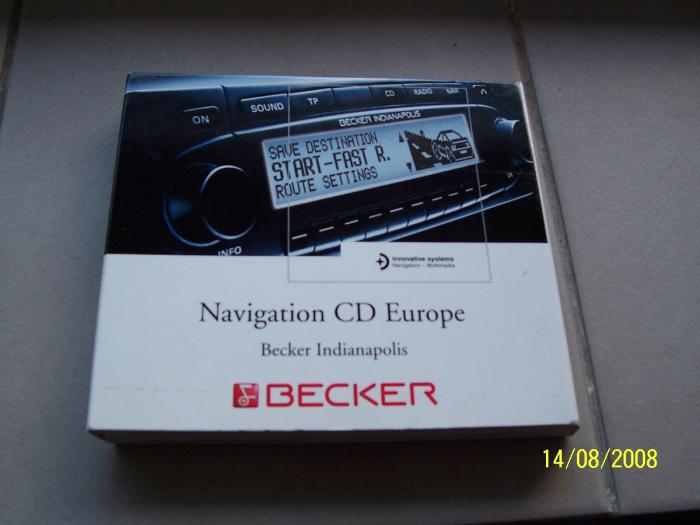 CD RADIO NAVI
ON SOUND TP
BECKER INDIANAPOLIS
SAVE DESTINATION
START-FAST R.
ROUTE SETTINGS
INFO
innovative systems
Navigation – Multimedia
Navigation CD Europe
Becker Indianapolis
BECKER
14/08/2008